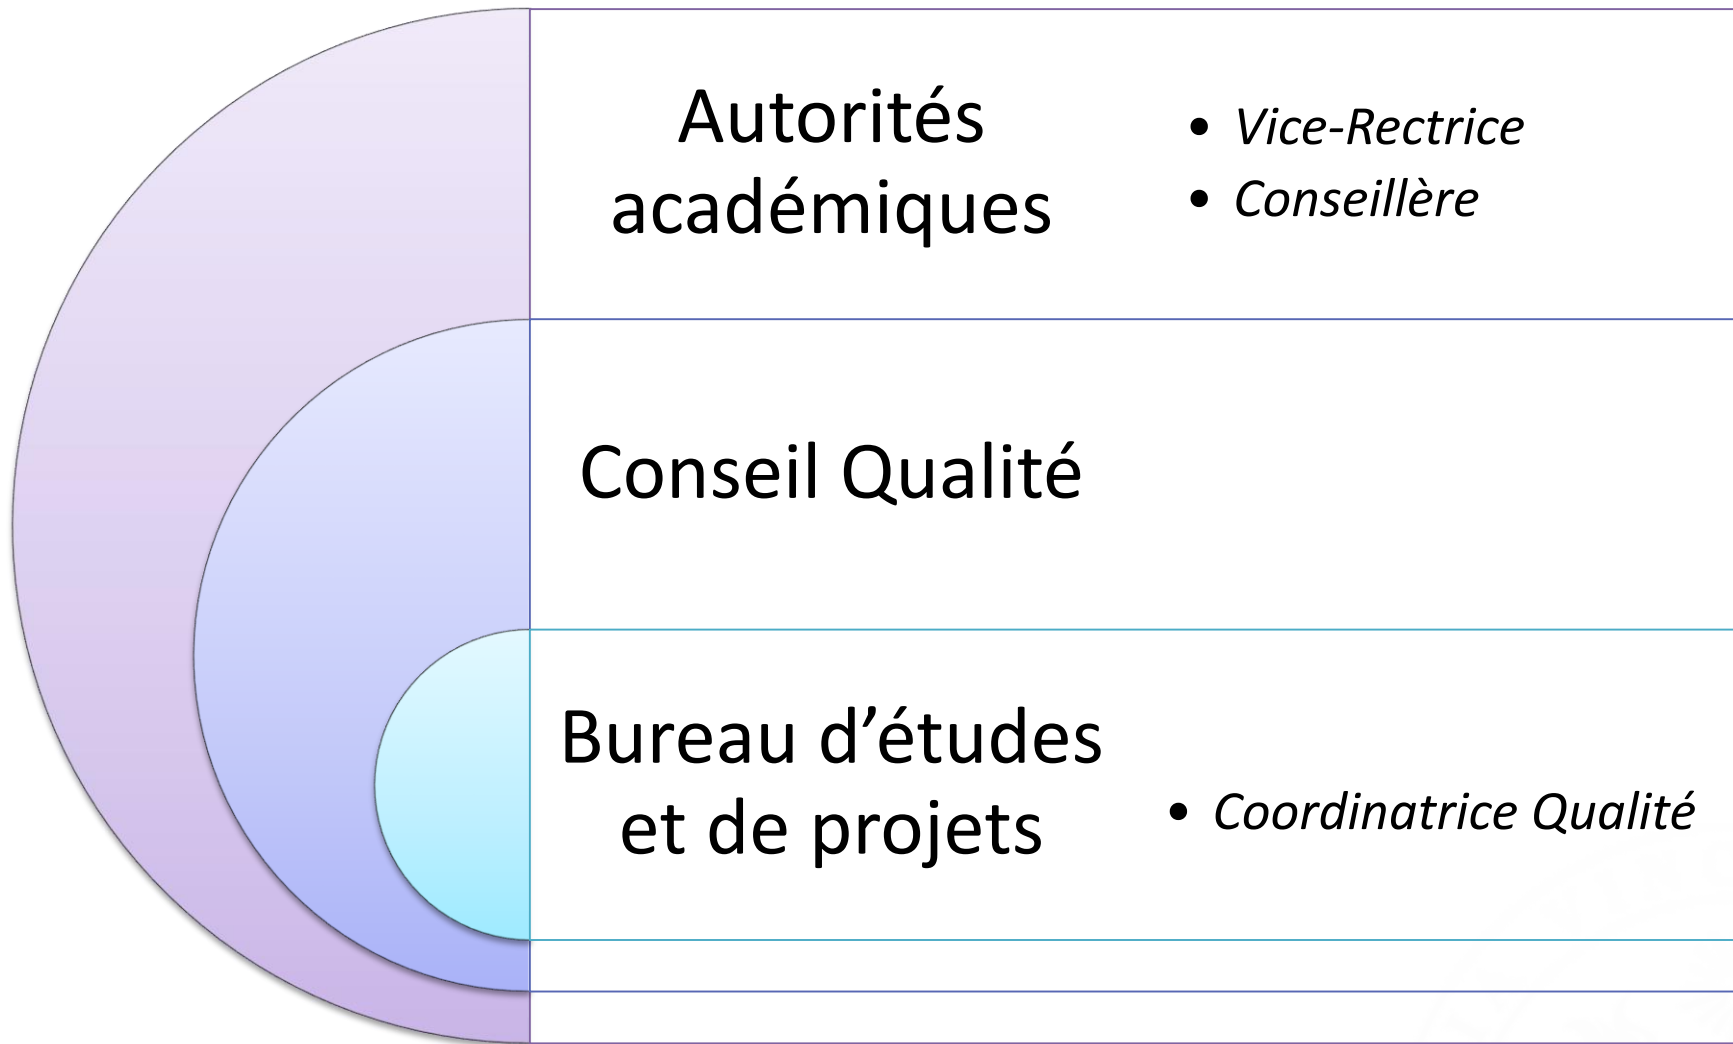 Autorités
académiques
• Vice-Rectrice
• Conseillère
Conseil Qualité
Bureau d’études
et de projets
• Coordinatrice Qualité